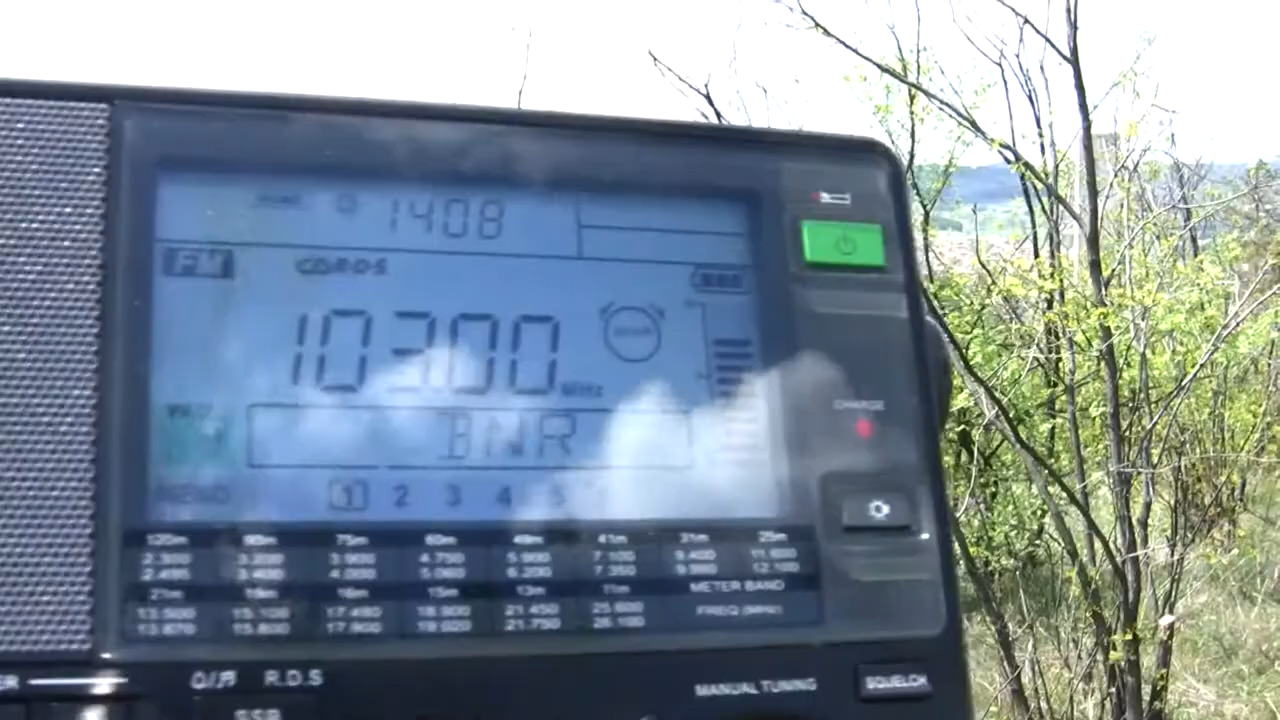 1408
FM R.D.S
103.00 MHz
BNR
1 2 3 4 5
CHARGE
120m 90m 75m 60m 49m 41m 31m 25m
2.300 3.200 3.900 4.750 5.900 7.100 9.400 11.600
2.495 3.400 4.000 5.060 6.200 7.350 9.990 12.100
21m 19m 16m 15m 13m 11m METER BAND
13.500 15.100 17.480 18.900 21.450 25.600 FREQ (MHz)
13.870 15.800 17.900 19.020 21.750 26.100
R.D.S
SSB
MANUAL TUNING
SQUELCH